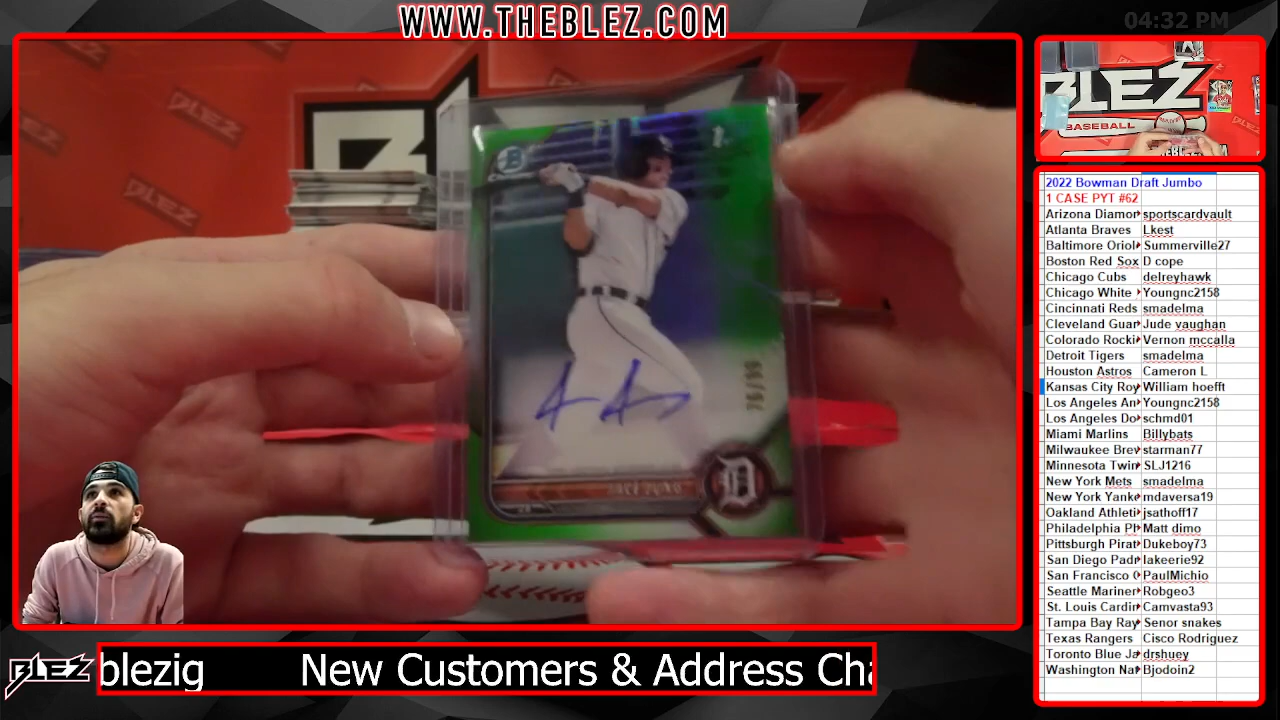 WWW.THEBLEZ.COM
04:32 PM
BLEZ
BASEBALL
1st
D
2022 Bowman Draft Jumbo
1 CASE PYT #62
Arizona Diamor sportscardvault
Atlanta Braves Lkest
Baltimore Oriol Summerville27
Boston Red Sox D cope
Chicago Cubs delreyhawk
Chicago White Youngnc2158
Cincinnati Reds smadelma
Cleveland Guar Jude vaughan
Colorado Rocki Vernon mccalla
Detroit Tigers smadelma
Houston Astros Cameron L
Kansas City Roy William hoefft
Los Angeles An Youngnc2158
Los Angeles Do schmd01
Miami Marlins Billybats
Milwaukee Brev starman77
Minnesota Twin SLJ1216
New York Mets smadelma
New York Yanke mdaversa19
Oakland Athleti jsathoff17
Philadelphia Ph Matt dimo
Pittsburgh Pirat Dukeboy73
San Diego Padr lakeerie92
San Francisco G PaulMichio
Seattle Mariner Robgeo3
St. Louis Cardin Camvasta93
Tampa Bay Ray Senor snakes
Texas Rangers Cisco Rodriguez
Toronto Blue Ja drshuey
Washington Nat Bjodoin2
BLEZ
blezig New Customers & Address Cha